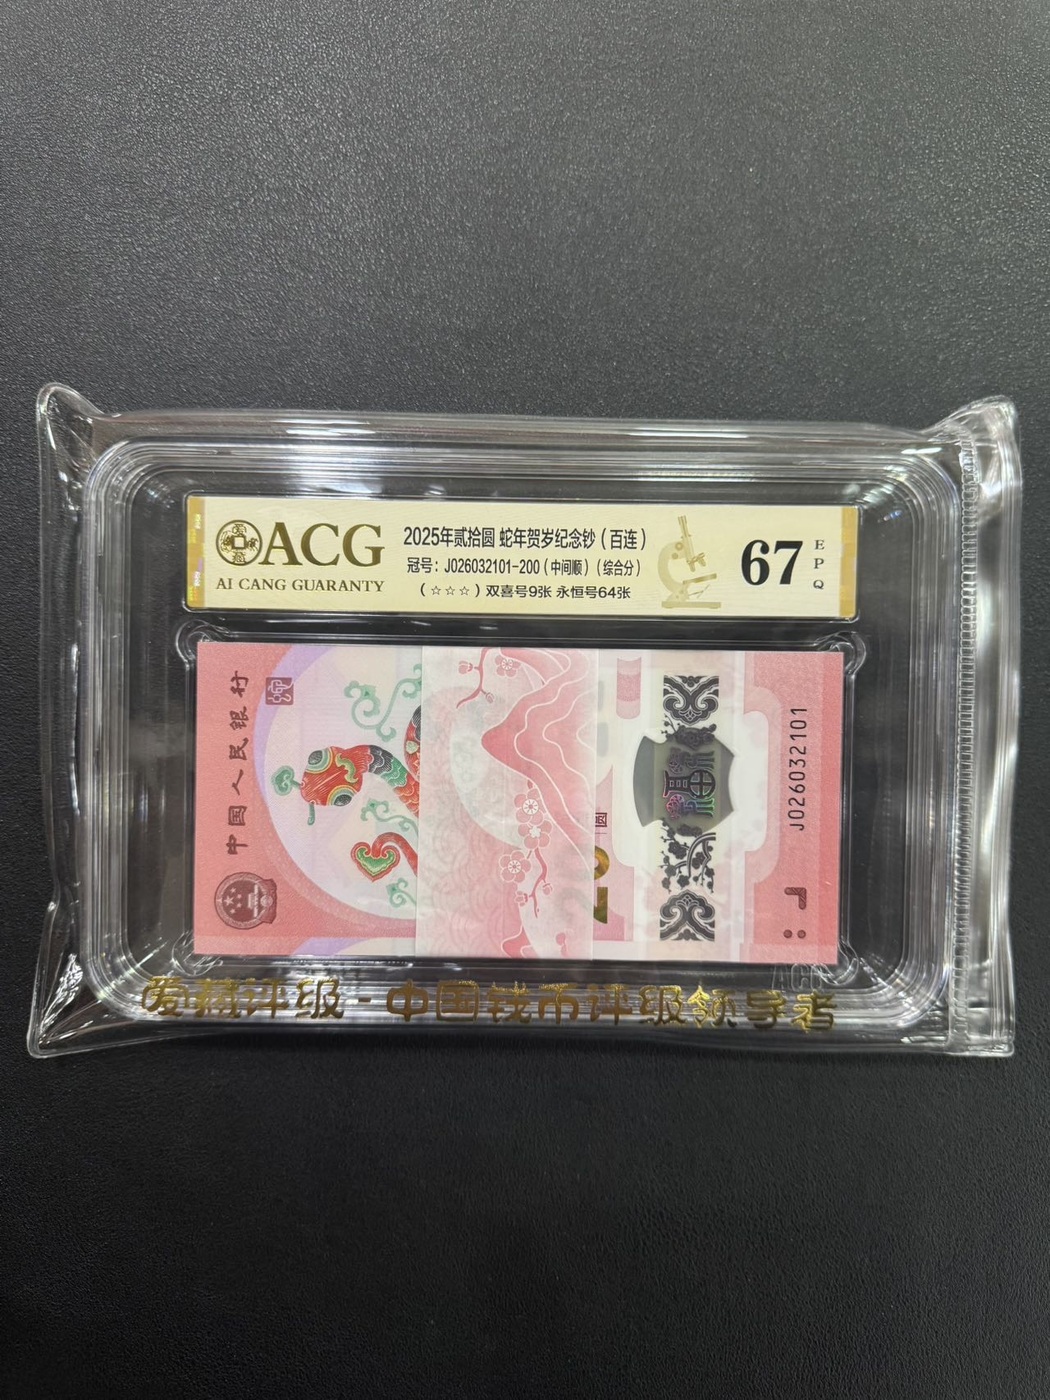 ACG
AI CANG GUARANTY
2025年贰拾圆 蛇年贺岁纪念钞（百连）
冠号：J026032101-200（中间顺）（综合分）
（☆☆☆）双喜号9张 永恒号64张
67
EPQ
中国人民银行
圆
20
J026032101
爱藏评级-中国钱币评级领导者